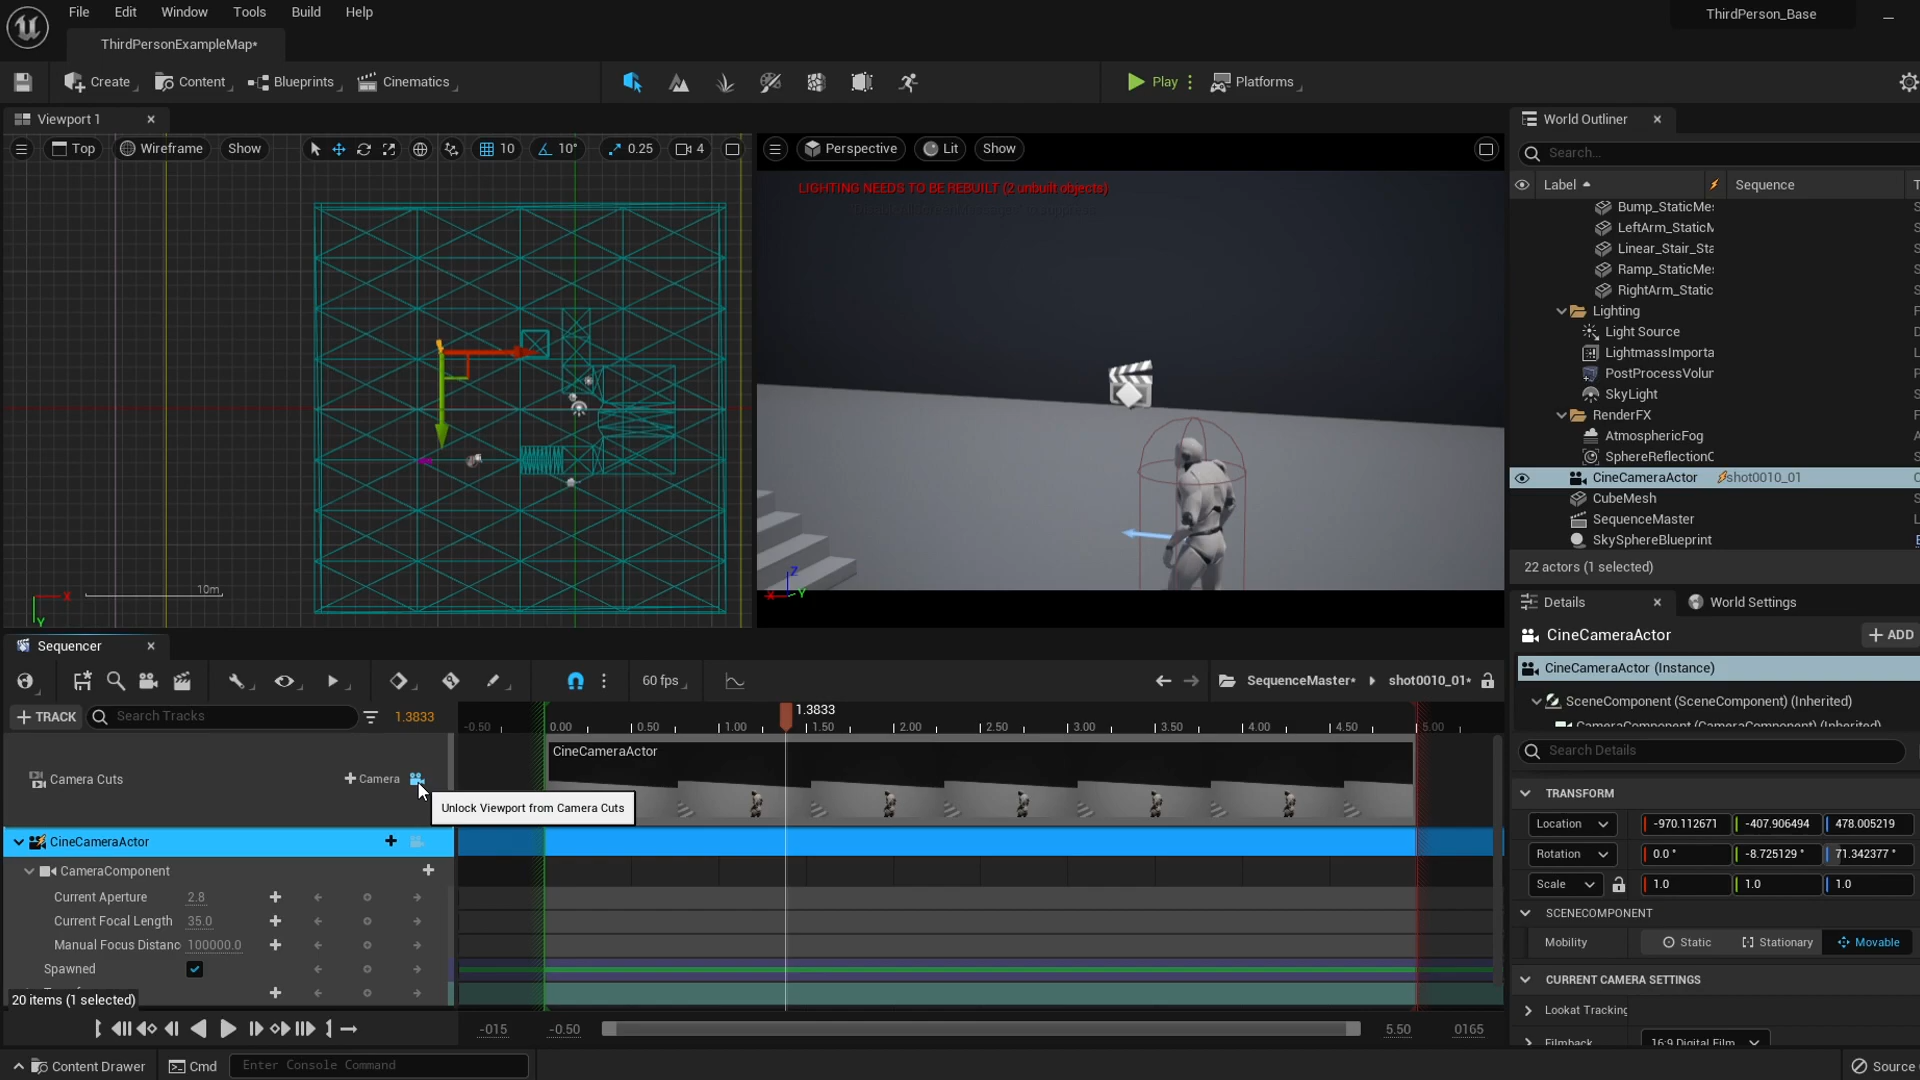 File Edit Window Tools Build Help
ThirdPerson_Base
ThirdPersonExampleMap*
Create Content Blueprints Cinematics Play Platforms
Viewport 1
World Outliner
Top Wireframe Show 10 10° 0.25 4
Perspective Lit Show
Search...
LIGHTING NEEDS TO BE REBUILT (2 unbuilt objects)
Label Sequence
Bump_StaticMe
LeftArm_StaticM
Linear_Stair_Sta
Ramp_StaticMe
RightArm_Static
Lighting
Light Source
LightmassImporta
PostProcessVolu
SkyLight
RenderFX
AtmosphericFog
SphereReflection
CineCameraActor shot0010_01
CubeMesh
SequenceMaster
SkySphereBlueprint
22 actors (1 selected)
10m
X
Y
Z
X Y
Details World Settings
CineCameraActor ADD
CineCameraActor (Instance)
SceneComponent (SceneComponent) (Inherited)
CameraComponent (CameraComponent) (Inherited)
Search Details
Sequencer
60 fps SequenceMaster* shot0010_01*
+ TRACK Search Tracks 1.3833
1.3833
-0.50 0.00 0.50 1.00 1.50 2.00 2.50 3.00 3.50 4.00 4.50 5.00
CineCameraActor
Camera Cuts + Camera
Unlock Viewport from Camera Cuts
CineCameraActor
CameraComponent
Current Aperture 2.8
Current Focal Length 35.0
Manual Focus Distanc 100000.0
Spawned
20 items (1 selected)
-015 -0.50 5.50 0165
TRANSFORM
Location -970.112671 -407.906494 478.005219
Rotation 0.0 ° -8.725129 ° 71.342377 °
Scale 1.0 1.0 1.0
SCENECOMPONENT
Mobility Static Stationary Movable
CURRENT CAMERA SETTINGS
Lookat Tracking
Filmback 16:9 Digital Film
Content Drawer Cmd Enter Console Command
Source